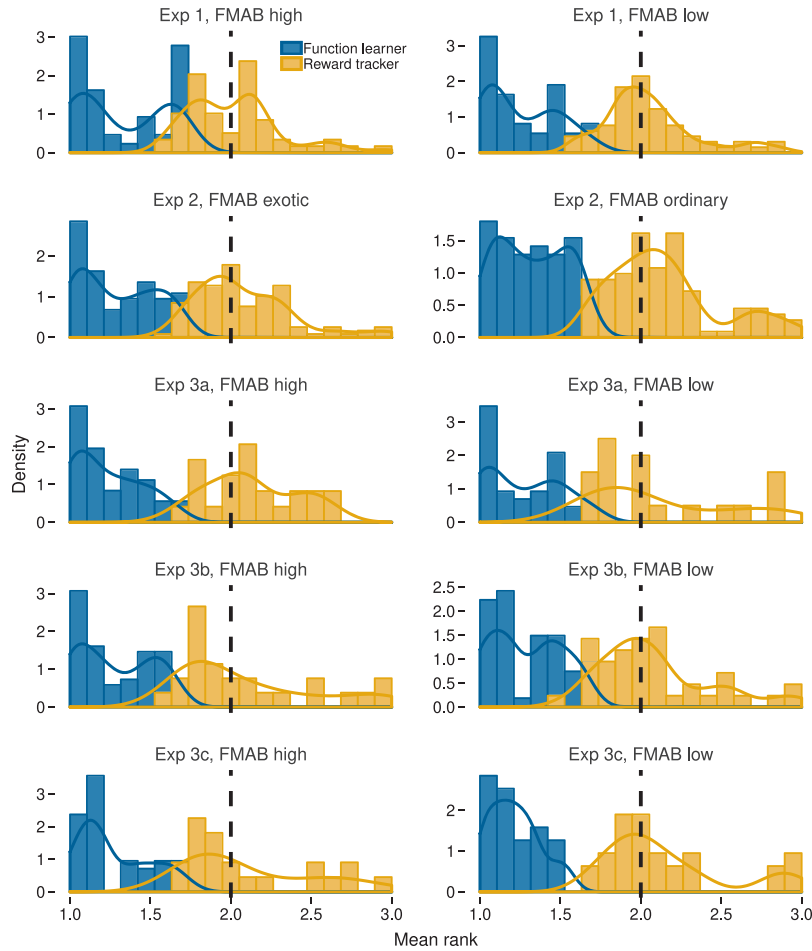 Exp 1, FMAB high
Exp 1, FMAB low
3
2
1
0
Function learner
Reward tracker
3
2
1
0
Exp 2, FMAB exotic
Exp 2, FMAB ordinary
2
1
0
1.5
1.0
0.5
0.0
Exp 3a, FMAB high
Exp 3a, FMAB low
3
2
1
0
3
2
1
0
Density
Exp 3b, FMAB high
Exp 3b, FMAB low
3
2
1
0
2.5
2.0
1.5
1.0
0.5
0.0
Exp 3c, FMAB high
Exp 3c, FMAB low
3
2
1
0
2
1
0
1.0 1.5 2.0 2.5 3.0
1.0 1.5 2.0 2.5 3.0
Mean rank